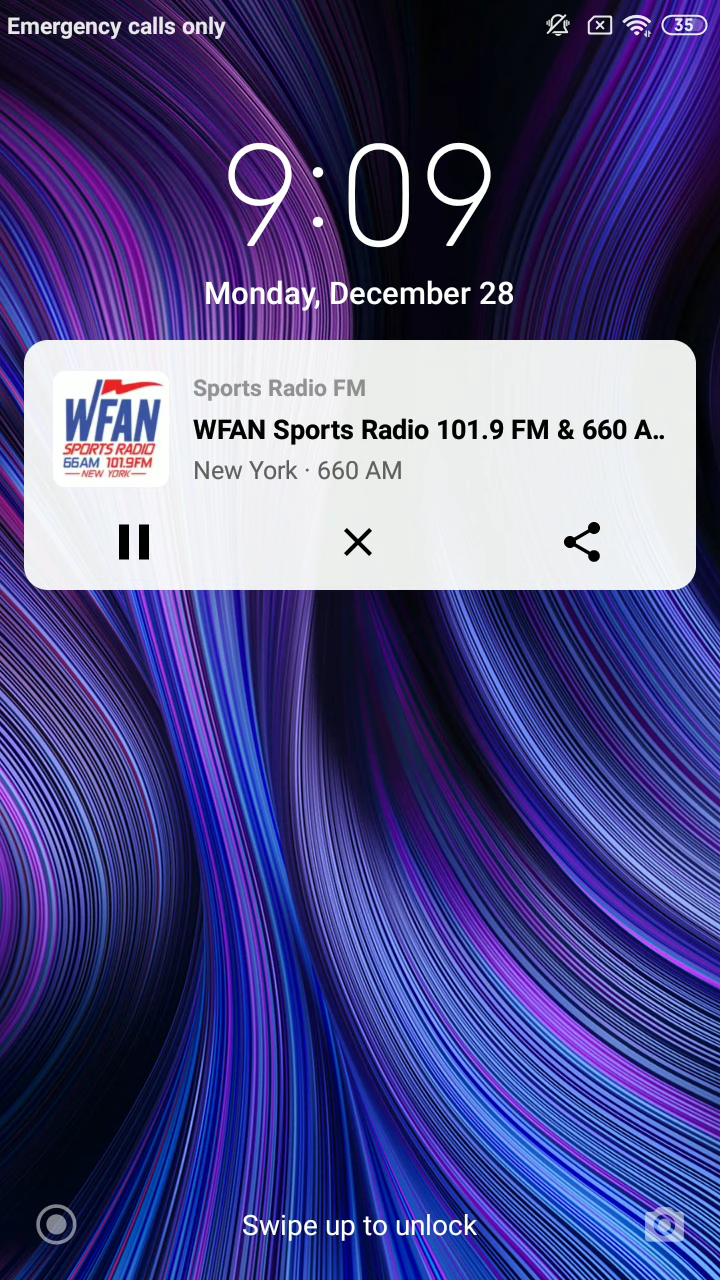 Emergency calls only
35
9:09
Monday, December 28
WFAN
SPORTS RADIO
66AM 101.9FM
NEW YORK
Sports Radio FM
WFAN Sports Radio 101.9 FM & 660 A..
New York · 660 AM
Swipe up to unlock